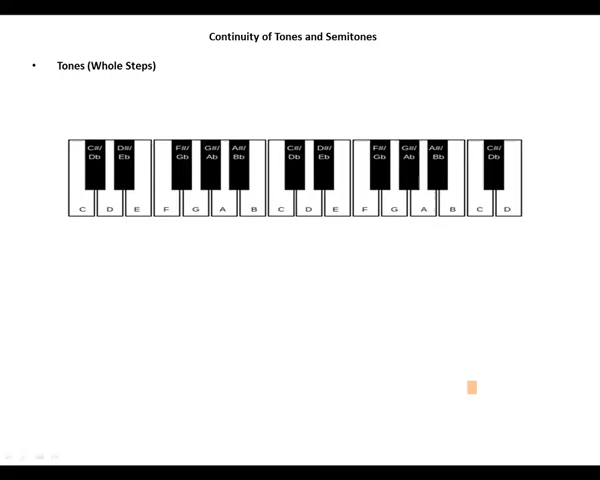 Continuity of Tones and Semitones
• Tones (Whole Steps)
C#/ D#/ F#/ G#/ A#/ C#/ D#/ F#/ G#/ A#/ C#/
Db Eb Gb Ab Bb Db Eb Gb Ab Bb Db
C D E F G A B C D E F G A B C D